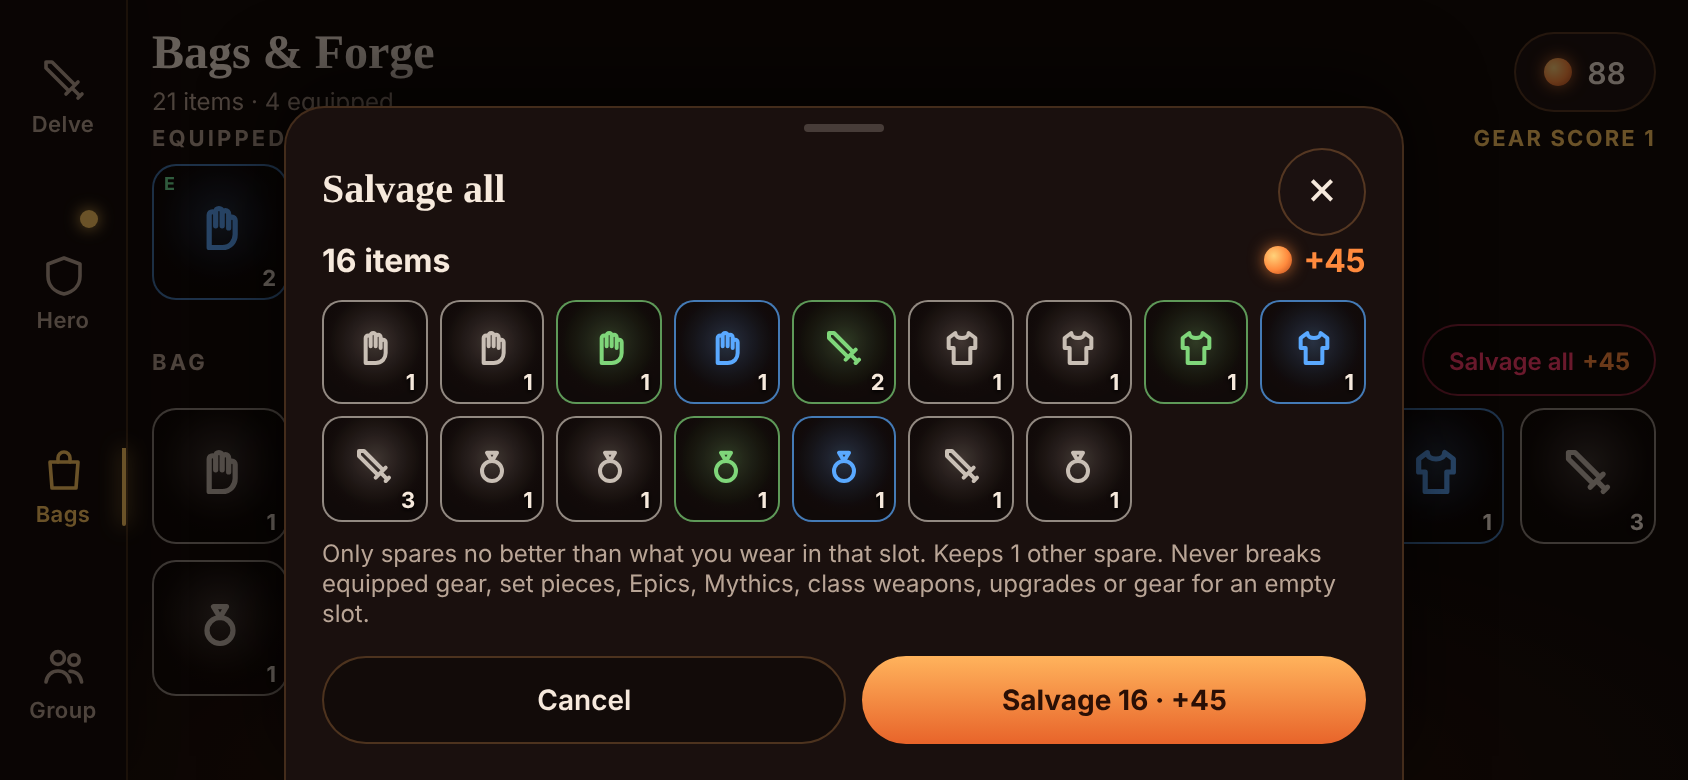 Bags & Forge
21 items · 4 equipped
88
Delve
EQUIPPED
GEAR SCORE 1
E
2
Hero
BAG
Salvage all +45
1
1
3
Bags
1
Group
Salvage all
16 items
+45
1
1
1
1
2
1
1
1
1
3
1
1
1
1
1
1
Only spares no better than what you wear in that slot. Keeps 1 other spare. Never breaks
equipped gear, set pieces, Epics, Mythics, class weapons, upgrades or gear for an empty
slot.
Cancel
Salvage 16 · +45